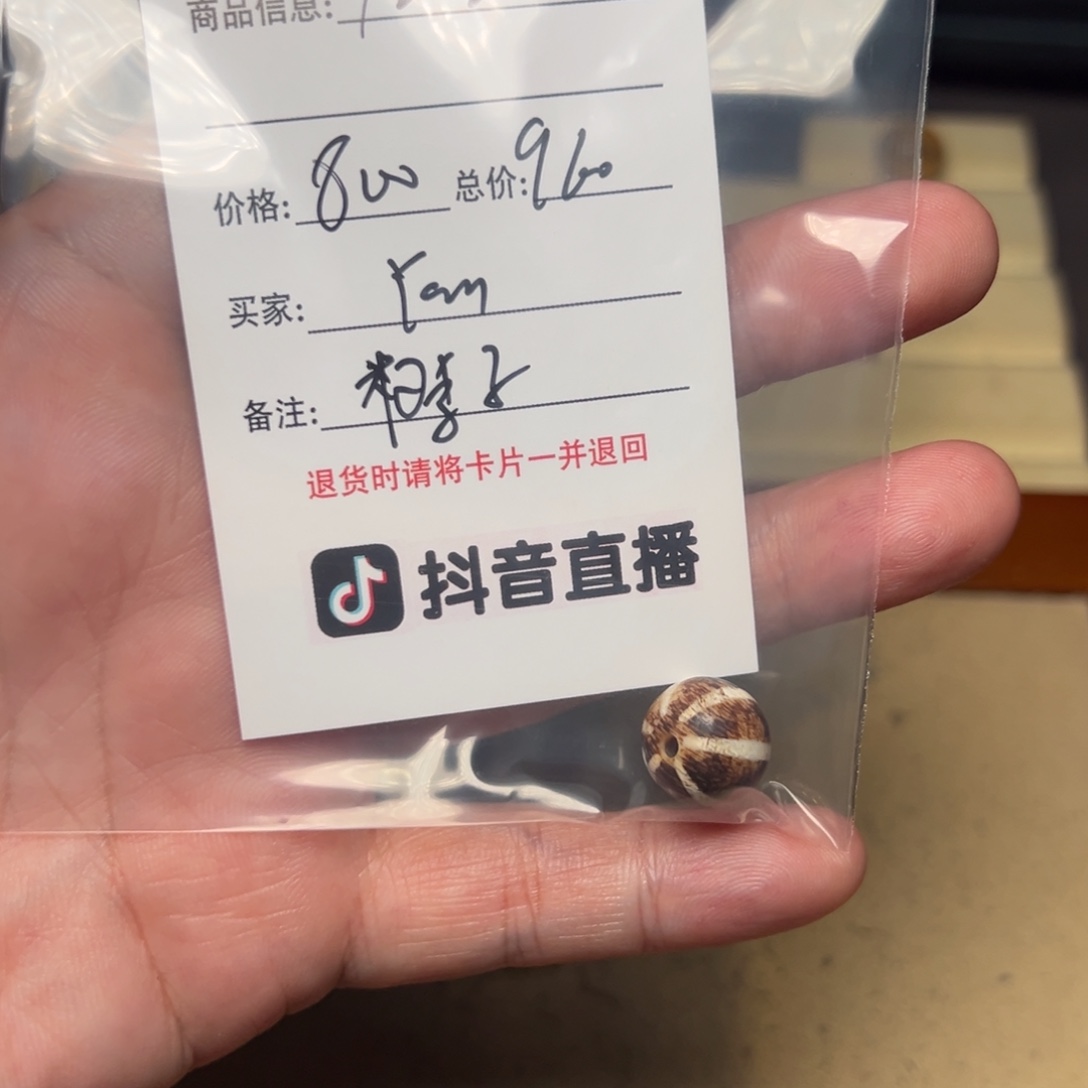 商品信息:
价格: 800 总价: 960
买家: Yam
备注:
退货时请将卡片一并退回
抖音直播